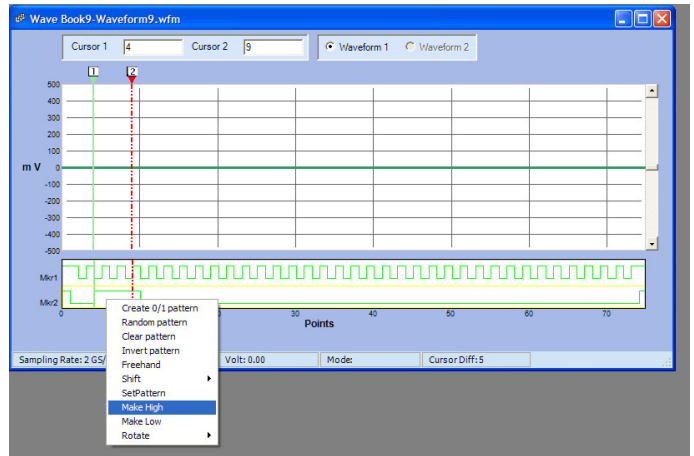 Wave Book9-Waveform9.wfm
Cursor 1 4 Cursor 2 9 Waveform 1 Waveform 2
1 2
500
400
300
200
100
m V 0
-100
-200
-300
-400
-500
Mkr1
Mkr2
0 30 40 50 60 70
Points
Create 0/1 pattern
Random pattern
Clear pattern
Invert pattern
Freehand
Shift
SetPattern
Make High
Make Low
Rotate
Sampling Rate: 2 GS/ Volt: 0.00 Mode: Cursor Diff: 5